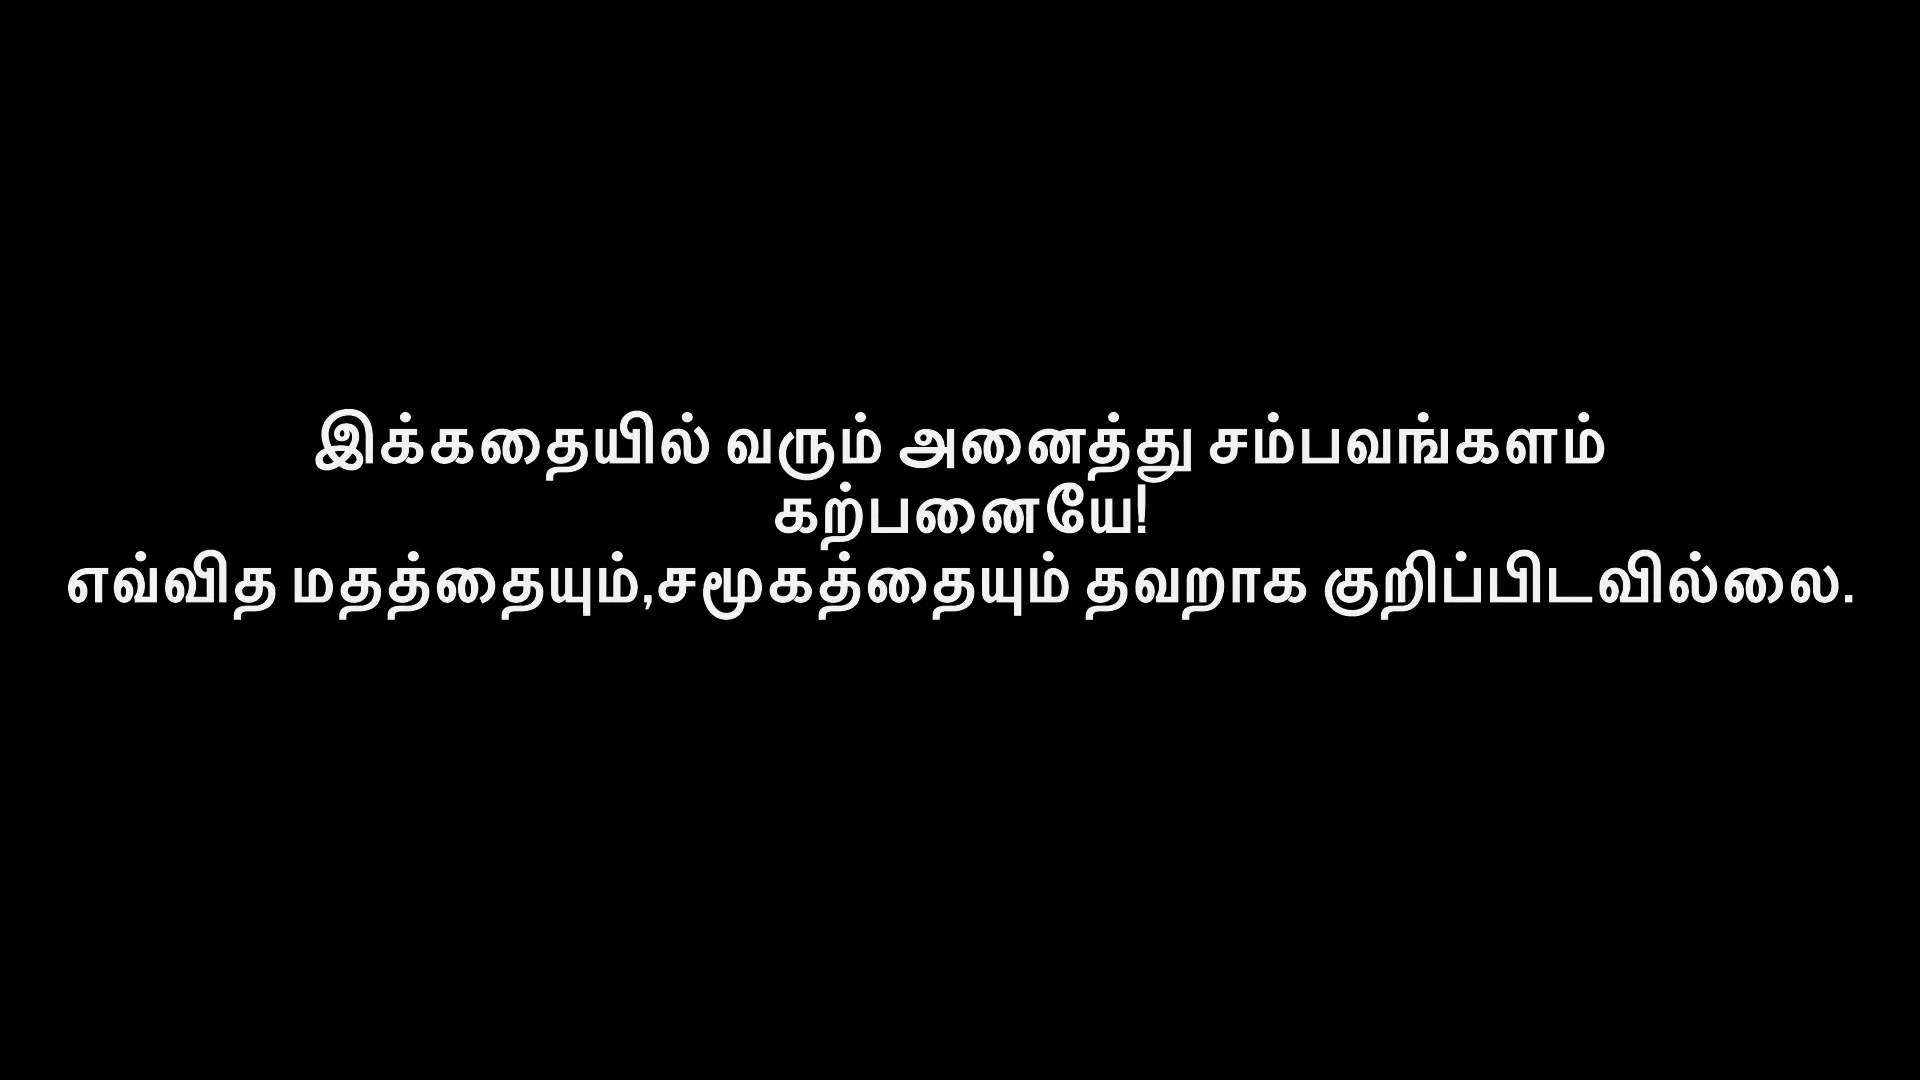 இக்கதையில் வரும் அனைத்து சம்பவங்களம்
கற்பனையே!
எவ்வித மதத்தையும்,சமூகத்தையும் தவறாக குறிப்பிடவில்லை.